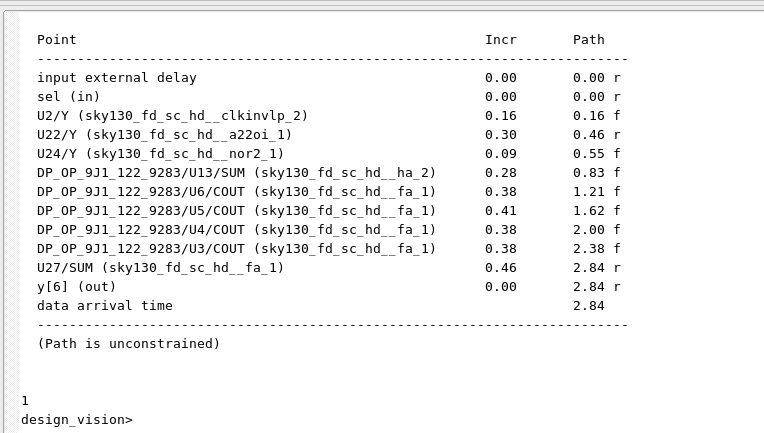 Point Incr Path
-----------------------------------------------------------
input external delay 0.00 0.00 r
sel (in) 0.00 0.00 r
U2/Y (sky130_fd_sc_hd__clkinvlp_2) 0.16 0.16 f
U22/Y (sky130_fd_sc_hd__a22oi_1) 0.30 0.46 r
U24/Y (sky130_fd_sc_hd__nor2_1) 0.09 0.55 f
DP_OP_9J1_122_9283/U13/SUM (sky130_fd_sc_hd__ha_2) 0.28 0.83 f
DP_OP_9J1_122_9283/U6/COUT (sky130_fd_sc_hd__fa_1) 0.38 1.21 f
DP_OP_9J1_122_9283/U5/COUT (sky130_fd_sc_hd__fa_1) 0.41 1.62 f
DP_OP_9J1_122_9283/U4/COUT (sky130_fd_sc_hd__fa_1) 0.38 2.00 f
DP_OP_9J1_122_9283/U3/COUT (sky130_fd_sc_hd__fa_1) 0.38 2.38 f
U27/SUM (sky130_fd_sc_hd__fa_1) 0.46 2.84 r
y[6] (out) 0.00 2.84 r
data arrival time 2.84
-----------------------------------------------------------
(Path is unconstrained)
1
design_vision>